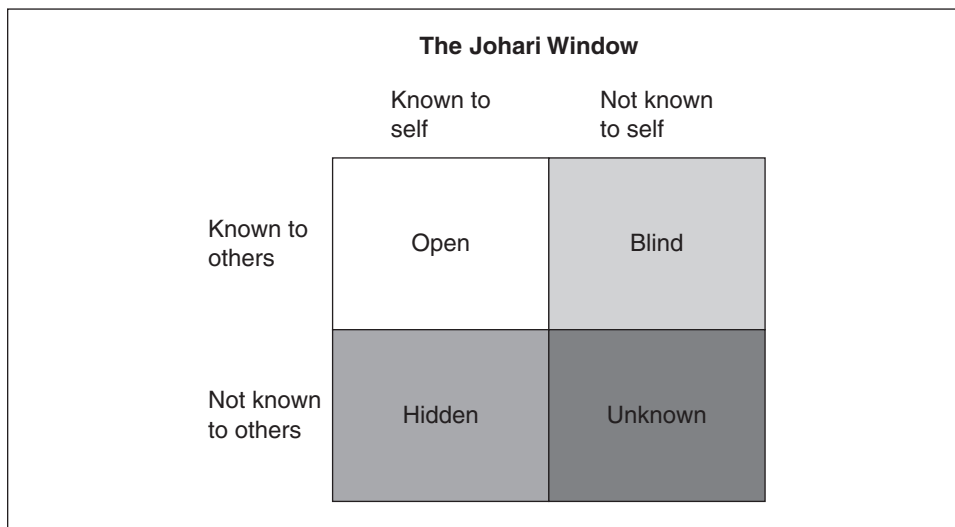 The Johari Window
Known to
self
Not known
to self
Known to
others
Open
Blind
Not known
to others
Hidden
Unknown